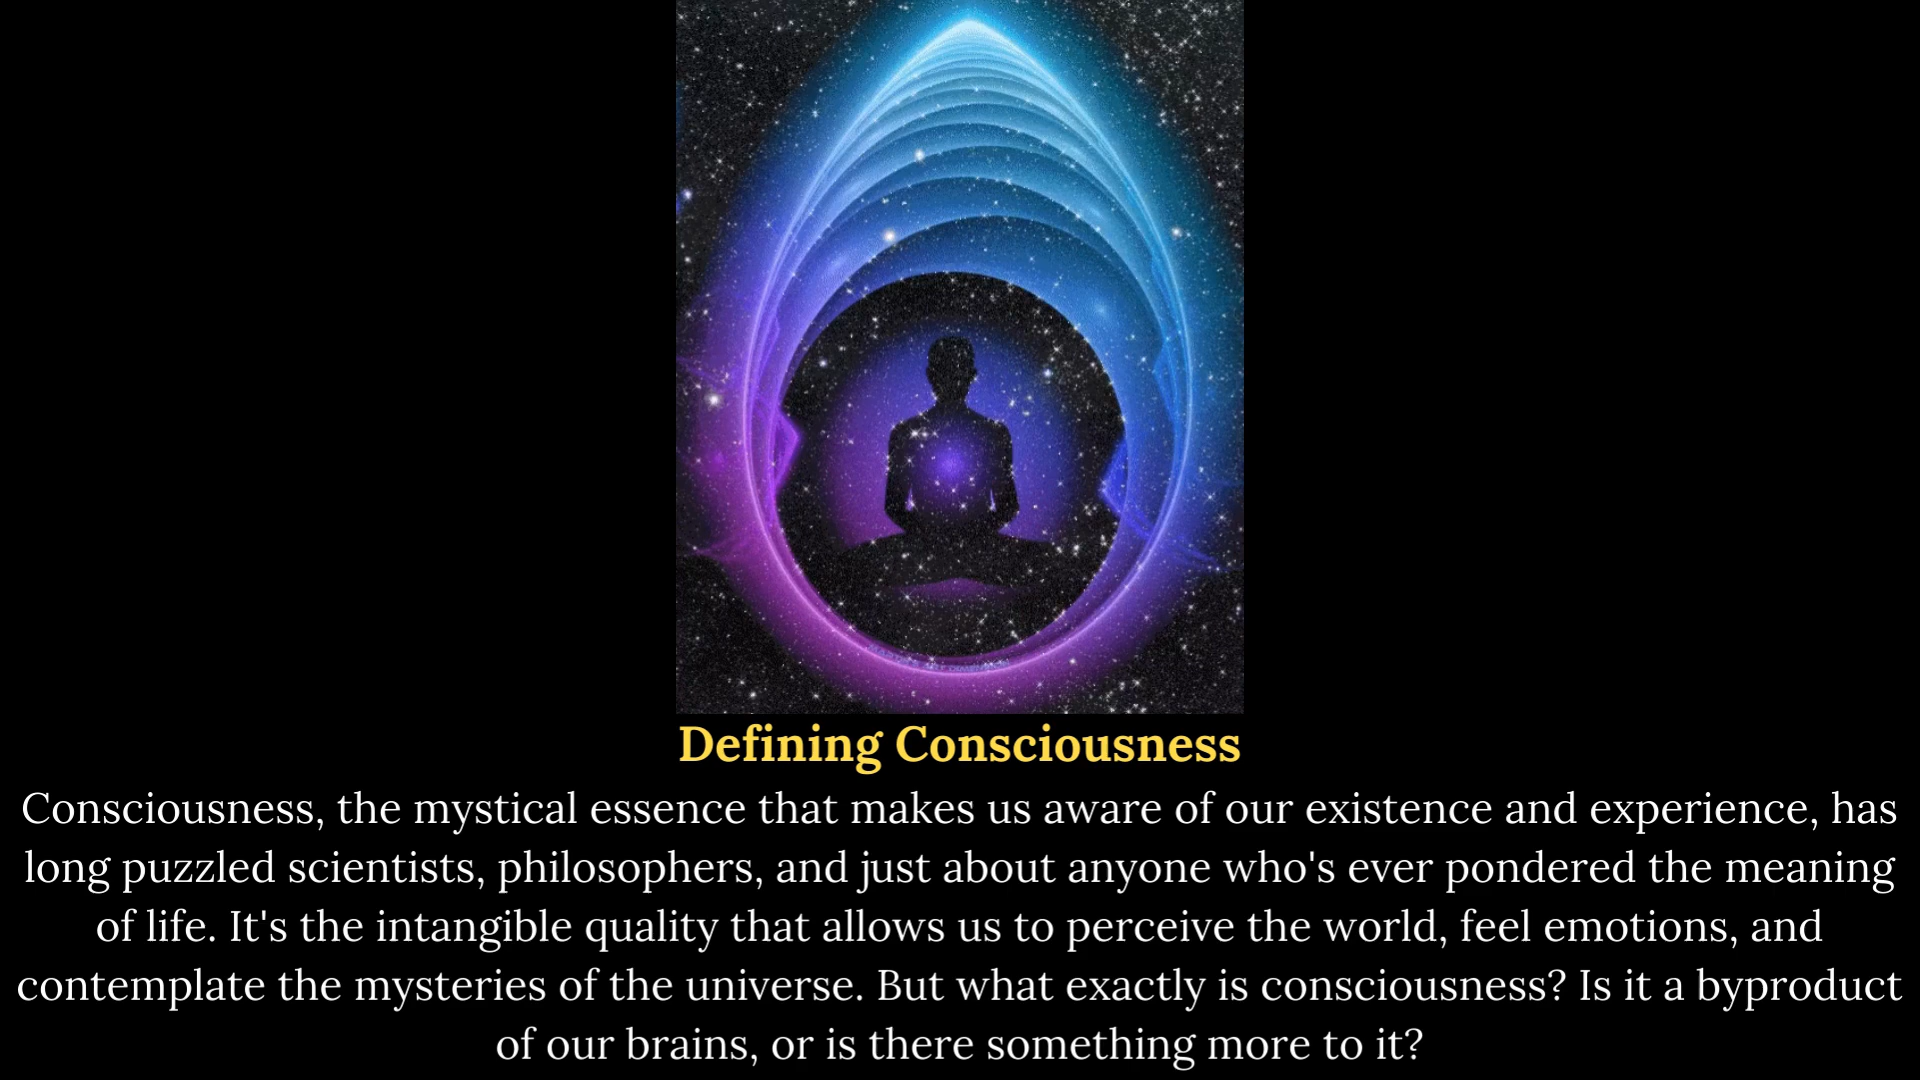 Defining Consciousness
Consciousness, the mystical essence that makes us aware of our existence and experience, has
long puzzled scientists, philosophers, and just about anyone who's ever pondered the meaning
of life. It's the intangible quality that allows us to perceive the world, feel emotions, and
contemplate the mysteries of the universe. But what exactly is consciousness? Is it a byproduct
of our brains, or is there something more to it?